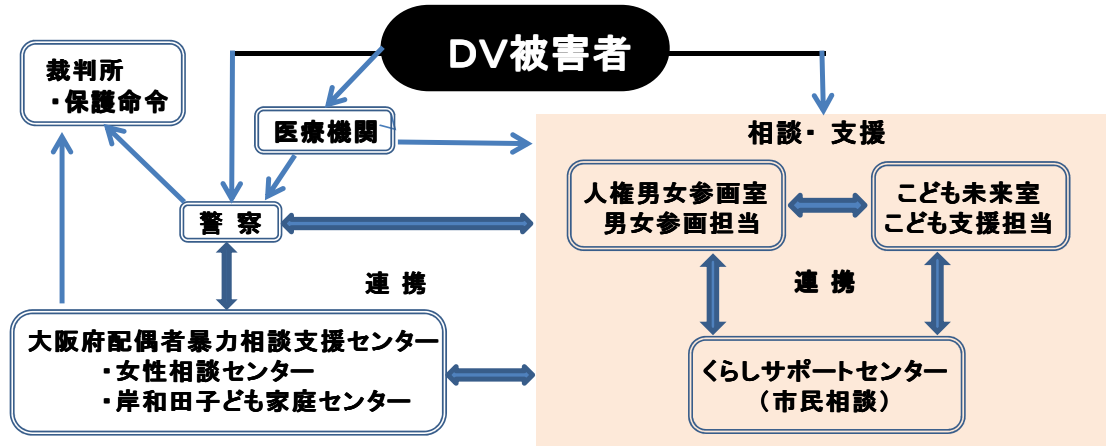 DV被害者
裁判所
・保護命令
医療機関
相談・ 支援
人権男女参画室
男女参画担当
こども未来室
こども支援担当
警 察
連 携
連 携
大阪府配偶者暴力相談支援センター
・女性相談センター
・岸和田子ども家庭センター
くらしサポートセンター
（市民相談）